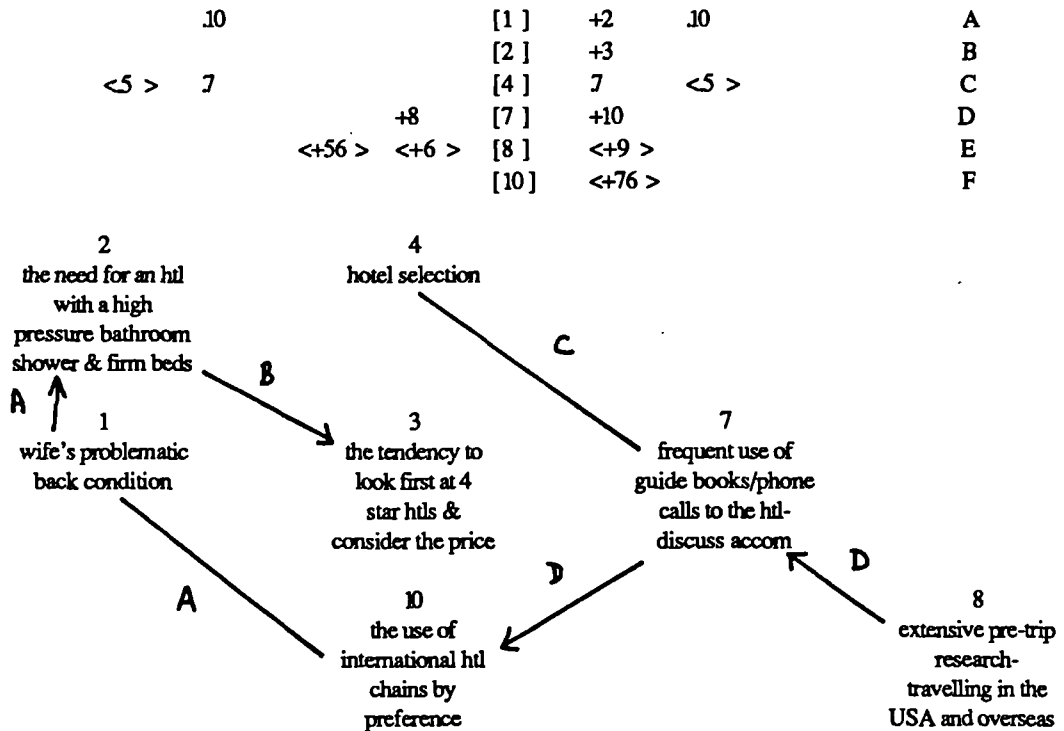 .10 [1 ] +2 .10 A
[2 ] +3 B
<5 > .7 [4 ] .7 <5 > C
+8 [7 ] +10 D
<+56 > <+6 > [8 ] <+9 > E
[10 ] <+76 > F
2
the need for an htl
with a high
pressure bathroom
shower & firm beds
4
hotel selection
C
B
A
1
wife's problematic
back condition
3
the tendency to
look first at 4
star htls &
consider the price
7
frequent use of
guide books/phone
calls to the htl-
discuss accom
A
D
D
10
the use of
international htl
chains by
preference
8
extensive pre-trip
research-
travelling in the
USA and overseas